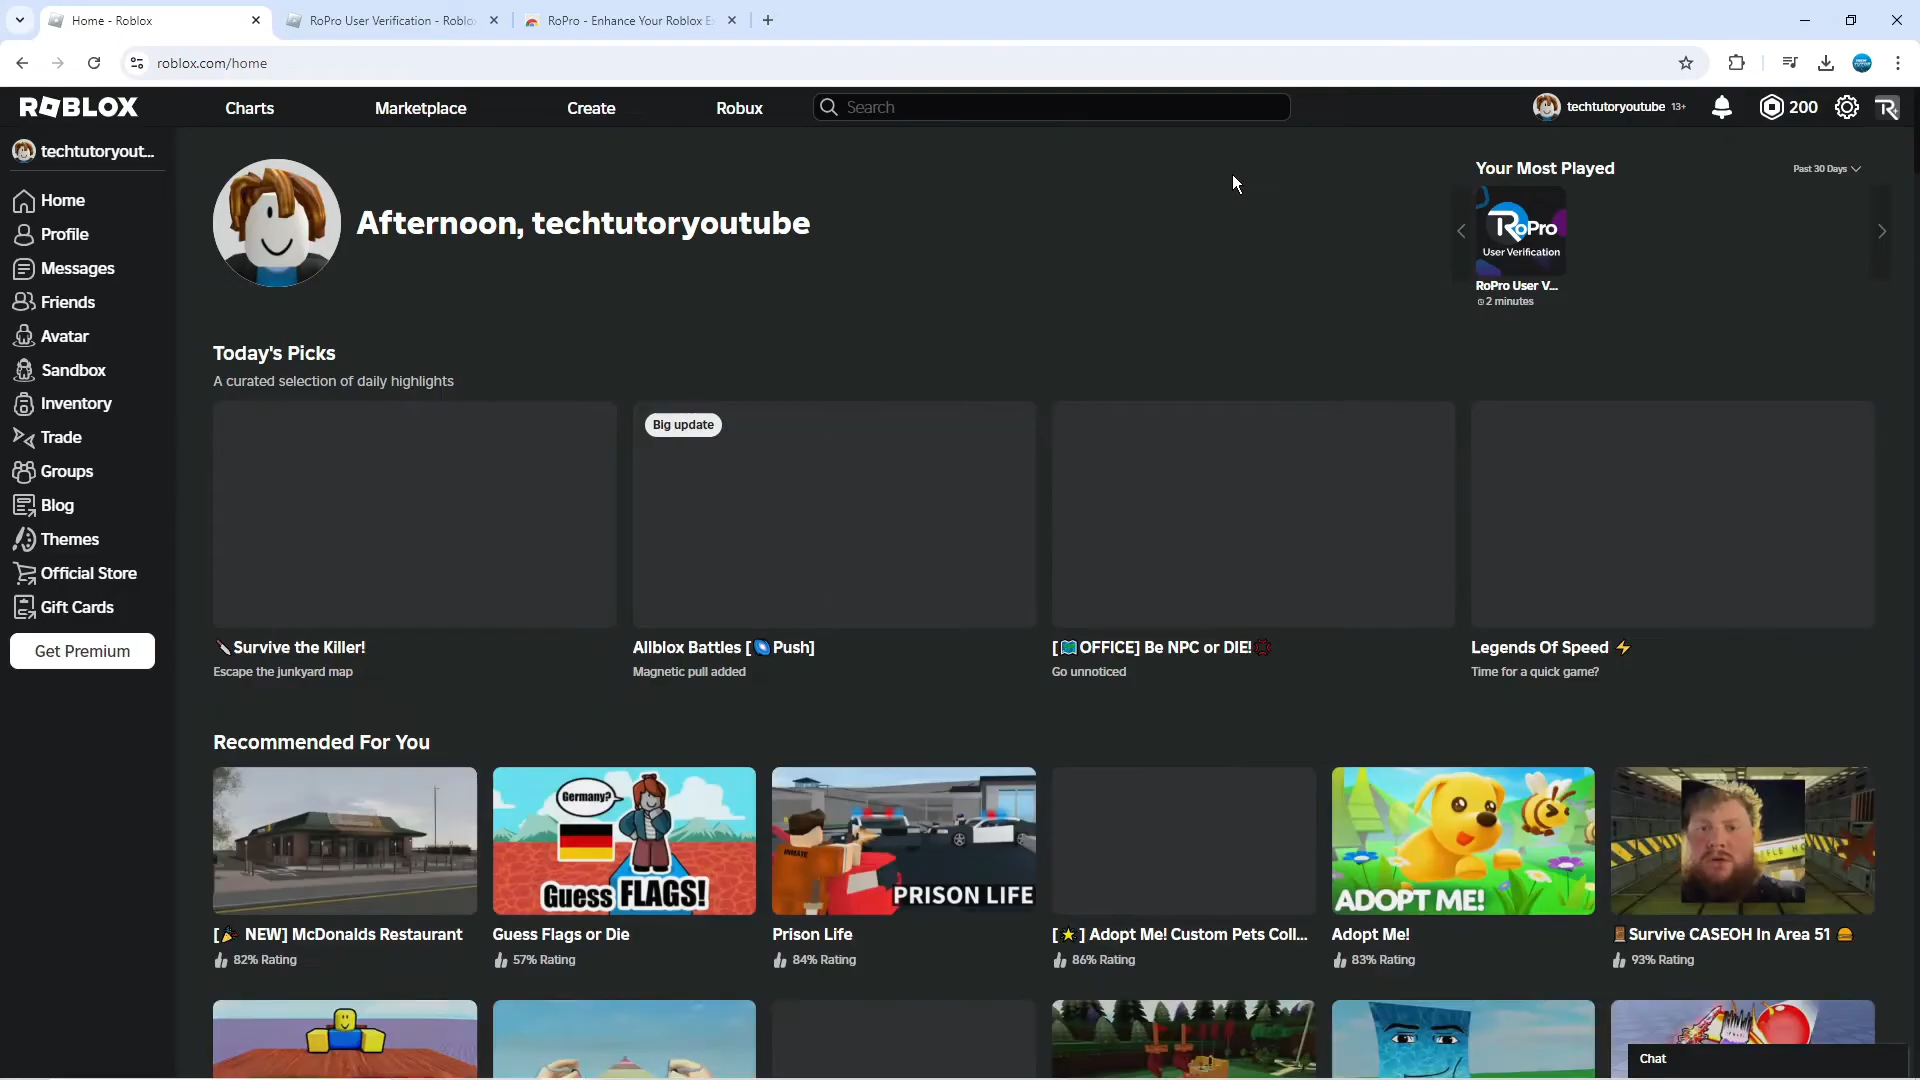 Home - Roblox
RoPro User Verification - Roblo
RoPro - Enhance Your Roblox E
roblox.com/home
ROBLOX
Charts
Marketplace
Create
Robux
Search
techtutoryoutube 13+
200
techtutoryout...
Home
Profile
Messages
Friends
Avatar
Sandbox
Inventory
Trade
Groups
Blog
Themes
Official Store
Gift Cards
Get Premium
Afternoon, techtutoryoutube
Your Most Played
Past 30 Days
RoPro
User Verification
RoPro User V...
2 minutes
Today's Picks
A curated selection of daily highlights
Big update
🔪Survive the Killer!
Escape the junkyard map
Allblox Battles [🧲Push]
Magnetic pull added
[🗺️OFFICE] Be NPC or DIE!💢
Go unnoticed
Legends Of Speed ⚡
Time for a quick game?
Recommended For You
Germany?
Guess FLAGS!
INMATE
PRISON LIFE
ADOPT ME!
[🎉 NEW] McDonalds Restaurant
82% Rating
Guess Flags or Die
57% Rating
Prison Life
84% Rating
[🌟] Adopt Me! Custom Pets Coll...
86% Rating
Adopt Me!
83% Rating
🚪Survive CASEOH In Area 51 🍔
93% Rating
Chat